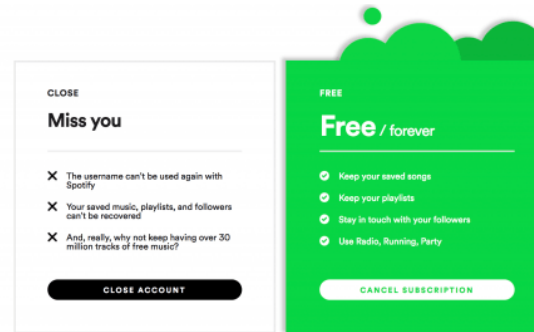 CLOSE
Miss you
The username can't be used again with
Spotify
Your saved music, playlists, and followers
can't be recovered
And, really, why not keep having over 30
million tracks of free music?
CLOSE ACCOUNT
FREE
Free / forever
Keep your saved songs
Keep your playlists
Stay in touch with your followers
Use Radio, Running, Party
CANCEL SUBSCRIPTION